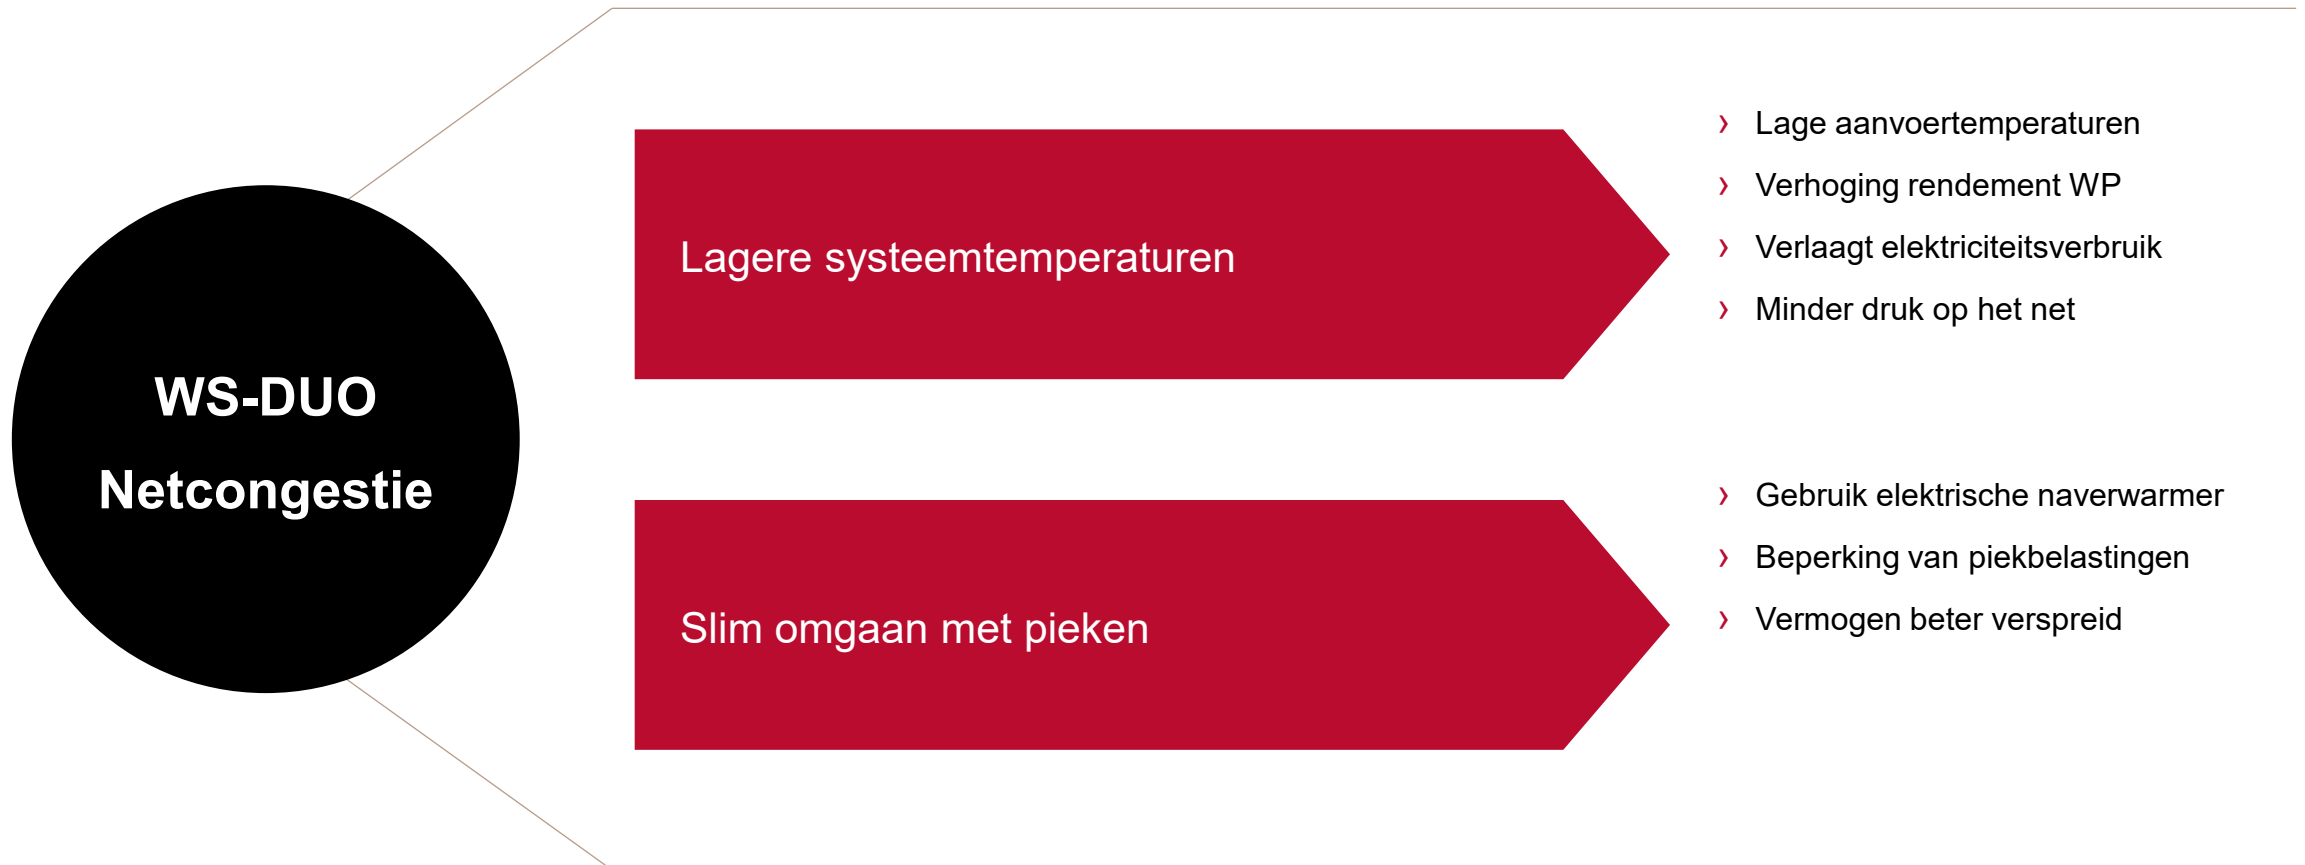 WS-DUO
Netcongestie
Lagere systeemtemperaturen
› Lage aanvoertemperaturen
› Verhoging rendement WP
› Verlaagt elektriciteitsverbruik
› Minder druk op het net
Slim omgaan met pieken
› Gebruik elektrische naverwarmer
› Beperking van piekbelastingen
› Vermogen beter verspreid